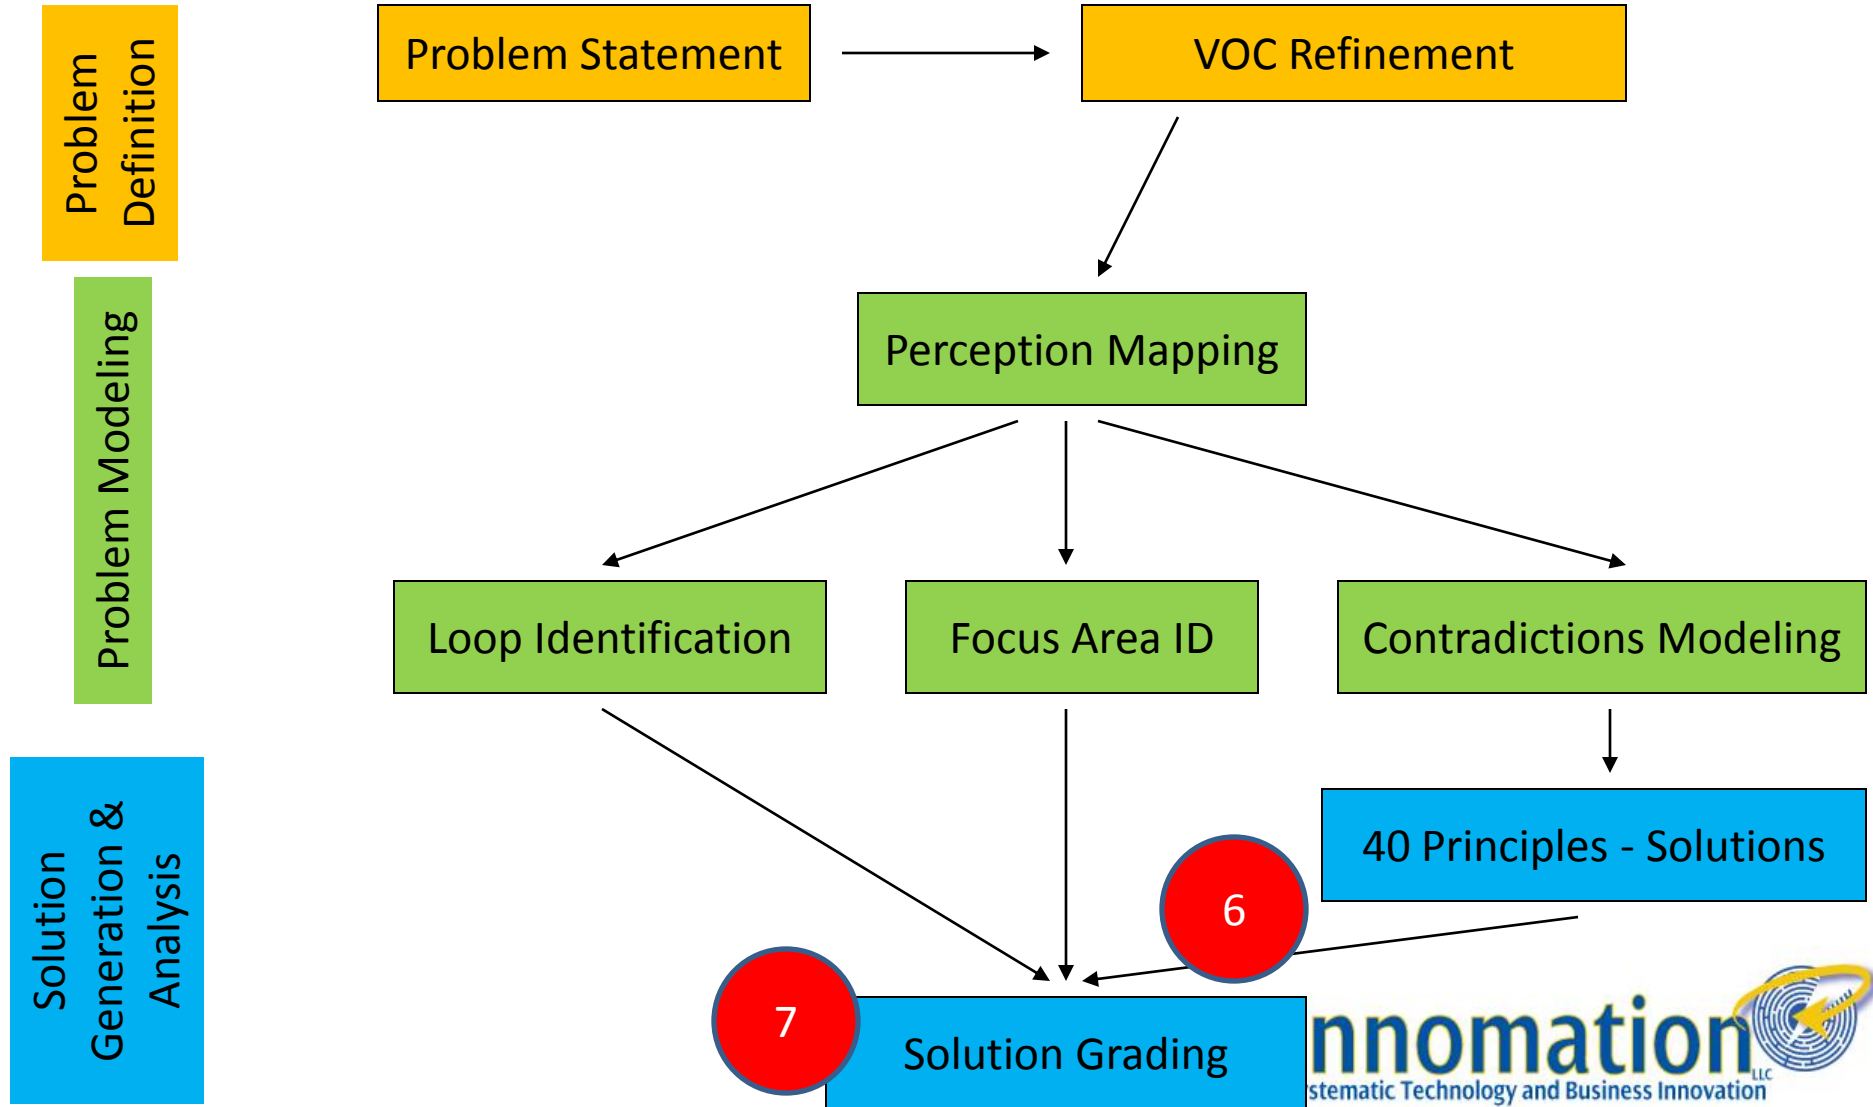 Problem
Definition
Problem Statement
VOC Refinement
Problem Modeling
Perception Mapping
Loop Identification
Focus Area ID
Contradictions Modeling
Solution
Generation &
Analysis
40 Principles - Solutions
6
7
Solution Grading
nnomation
LLC
stematic Technology and Business Innovation